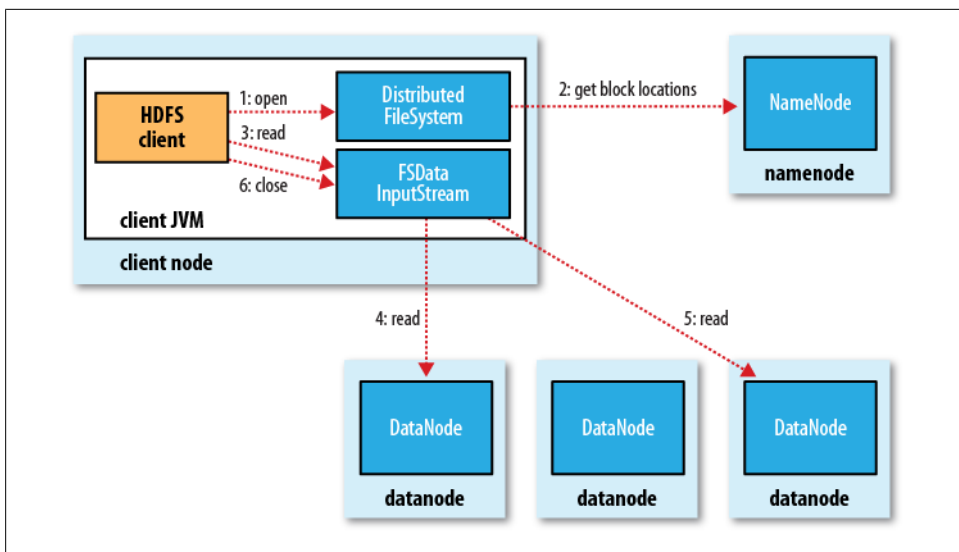 HDFS
client
1: open
3: read
6: close
Distributed
FileSystem
FSData
InputStream
client JVM
client node
2: get block locations
NameNode
namenode
4: read
5: read
DataNode
datanode
DataNode
datanode
DataNode
datanode